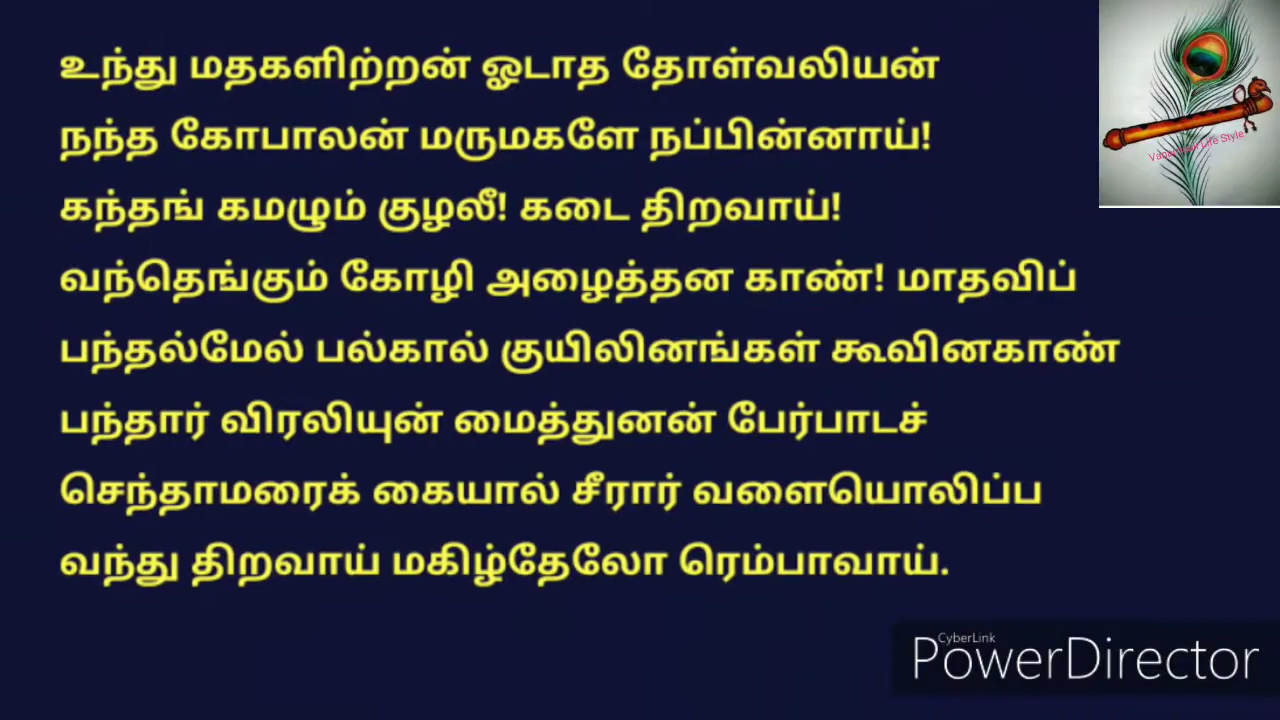 உந்து மதகளிற்றன் ஓடாத தோள்வலியன்
நந்த கோபாலன் மருமகளே நப்பின்னாய்!
கந்தங் கமழும் குழலீ! கடை திறவாய்!
வந்தெங்கும் கோழி அழைத்தன காண்! மாதவிப்
பந்தல்மேல் பல்கால் குயிலினங்கள் கூவினகாண்
பந்தார் விரலியுன் மைத்துனன் பேர்பாடச்
செந்தாமரைக் கையால் சீரார் வளையொலிப்ப
வந்து திறவாய் மகிழ்தேலோ ரெம்பாவாய்.
Life Style
CyberLink
PowerDirector